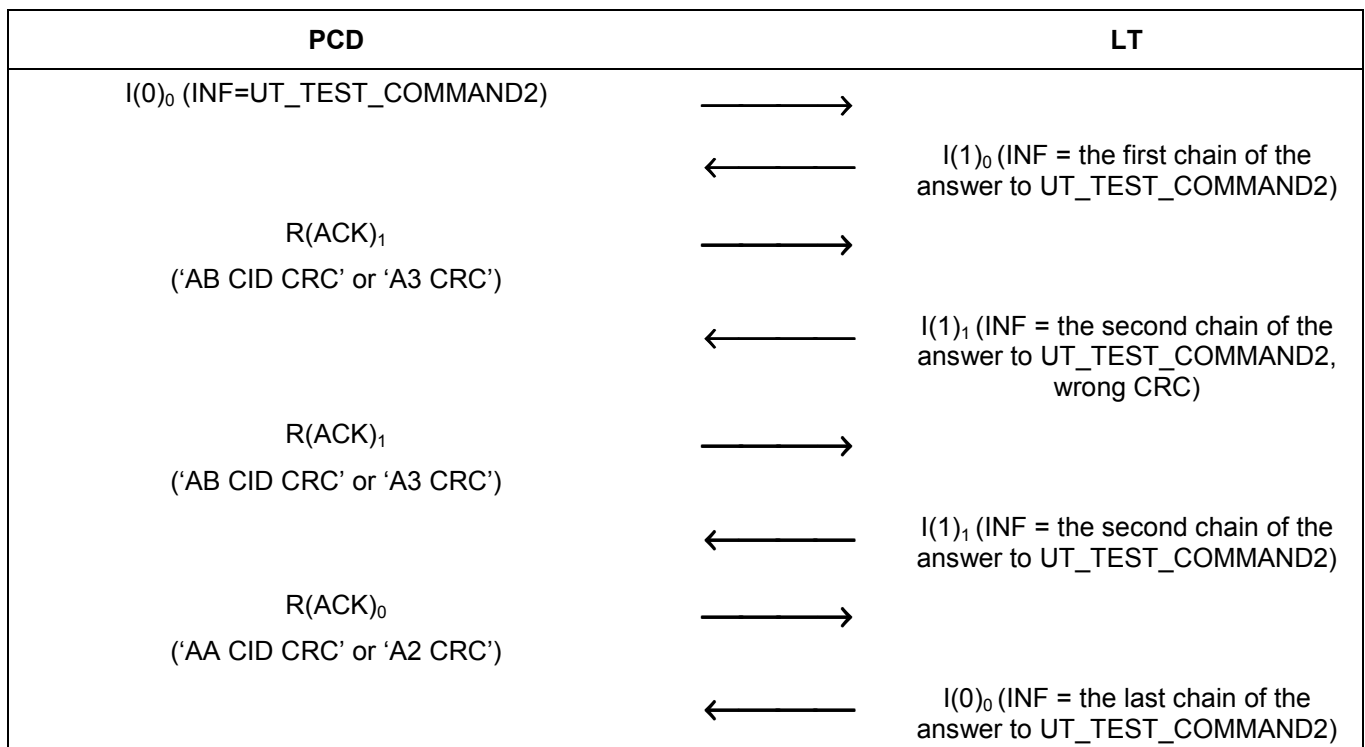 PCD LT
I(0)₀ (INF=UT_TEST_COMMAND2)
I(1)₀ (INF = the first chain of the
answer to UT_TEST_COMMAND2)
R(ACK)₁
(‘AB CID CRC’ or ‘A3 CRC’)
I(1)₁ (INF = the second chain of the
answer to UT_TEST_COMMAND2,
wrong CRC)
R(ACK)₁
(‘AB CID CRC’ or ‘A3 CRC’)
I(1)₁ (INF = the second chain of the
answer to UT_TEST_COMMAND2)
R(ACK)₀
(‘AA CID CRC’ or ‘A2 CRC’)
I(0)₀ (INF = the last chain of the
answer to UT_TEST_COMMAND2)